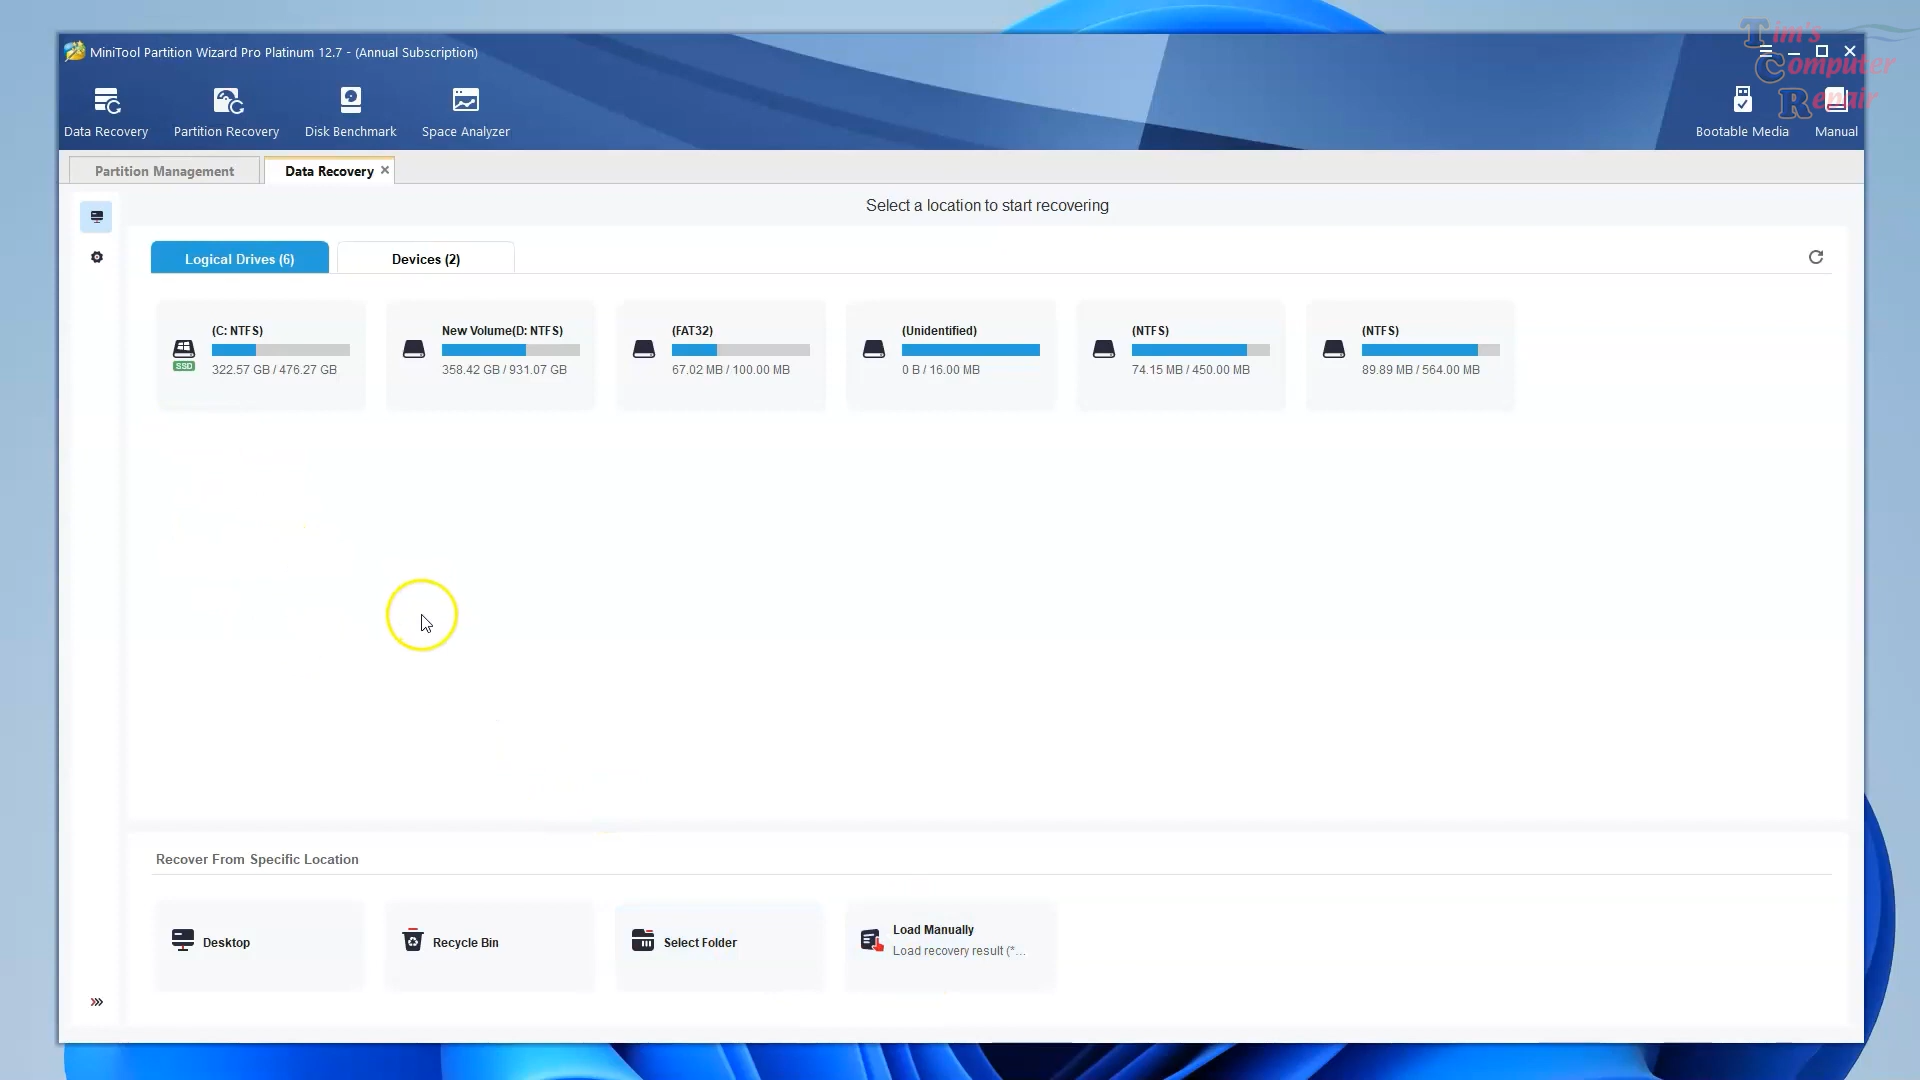 MiniTool Partition Wizard Pro Platinum 12.7 - (Annual Subscription)
Tim's
Computer
Repair
Data Recovery
Partition Recovery
Disk Benchmark
Space Analyzer
Bootable Media
Manual
Partition Management
Data Recovery
Select a location to start recovering
Logical Drives (6)
Devices (2)
(C: NTFS)
SSD
322.57 GB / 476.27 GB
New Volume(D: NTFS)
358.42 GB / 931.07 GB
(FAT32)
67.02 MB / 100.00 MB
(Unidentified)
0 B / 16.00 MB
(NTFS)
74.15 MB / 450.00 MB
(NTFS)
89.89 MB / 564.00 MB
Recover From Specific Location
Desktop
Recycle Bin
Select Folder
Load Manually
Load recovery result (*...